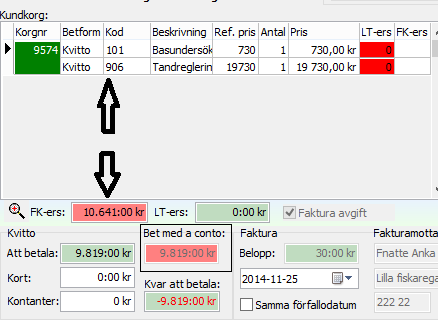 Kundkorg:
Korgnr Betform Kod Beskrivning Ref. pris Antal Pris LT-ers FK-ers
9574 Kvitto 101 Basundersök 730 1 730,00 kr 0
Kvitto 906 Tandreglerin 19730 1 19 730,00 kr 0
FK-ers: 10.641:00 kr LT-ers: 0:00 kr Faktura avgift
Kvitto Bet med a conto: Faktura Fakturamotta
Att betala: 9.819:00 kr 9.819:00 kr Belopp: 30:00 kr Fnatte Anka
Kort: 0:00 kr Kvar att betala: 2014-11-25 Lilla fiskaregа
Kontanter: 0 kr -9.819:00 kr Samma förfallodatum 222 22